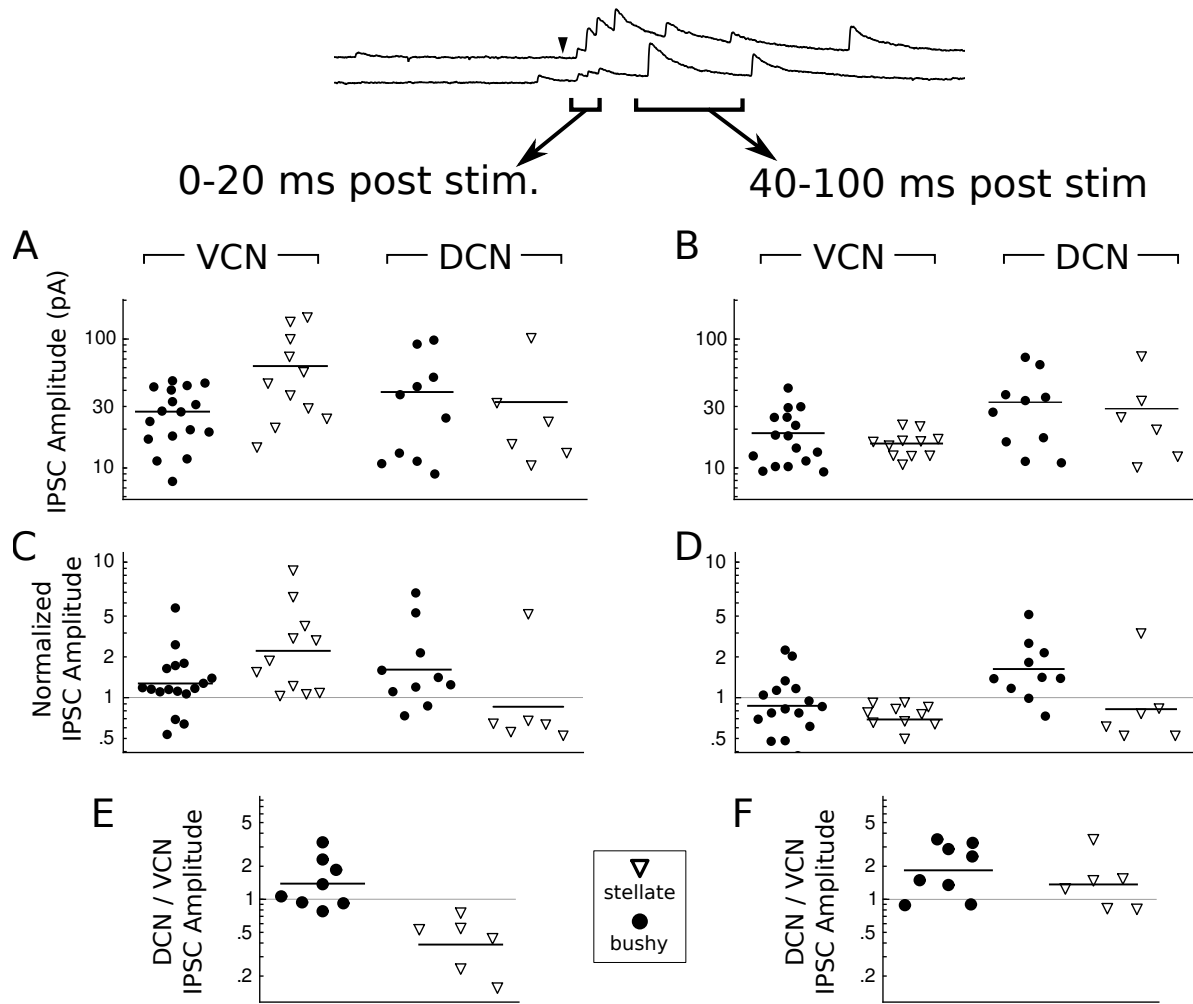 0-20 ms post stim.
40-100 ms post stim
A
VCN
DCN
IPSC Amplitude (pA)
100
30
10
B
VCN
DCN
100
30
10
C
Normalized
IPSC Amplitude
10
5
2
1
.5
D
10
5
2
1
.5
E
DCN / VCN
IPSC Amplitude
5
2
1
.5
.2
stellate
bushy
F
DCN / VCN
IPSC Amplitude
5
2
1
.5
.2